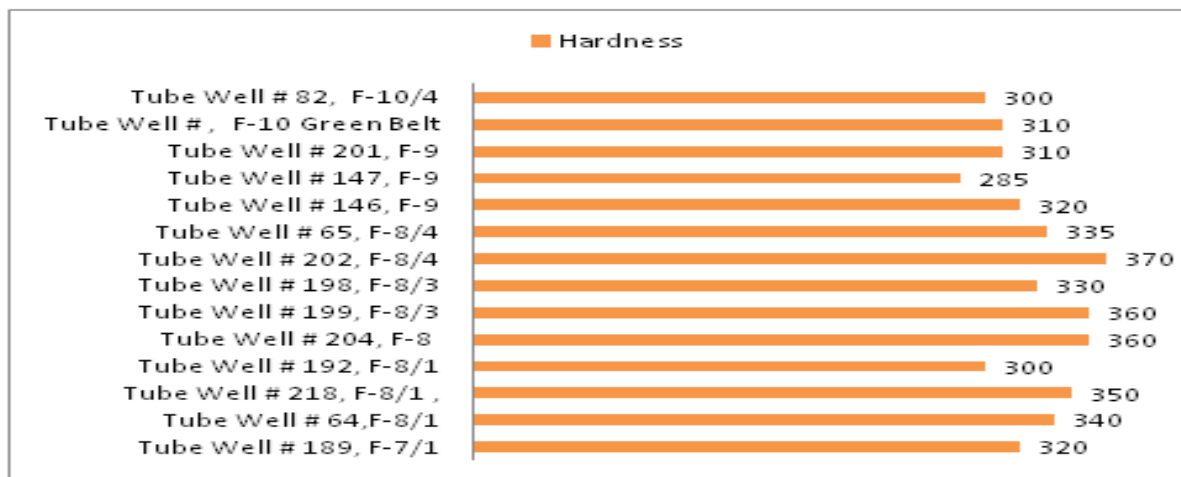 Hardness
Tube Well # 82, F-10/4 300
Tube Well # , F-10 Green Belt 310
Tube Well # 201, F-9 310
Tube Well # 147, F-9 285
Tube Well # 146, F-9 320
Tube Well # 65, F-8/4 335
Tube Well # 202, F-8/4 370
Tube Well # 198, F-8/3 330
Tube Well # 199, F-8/3 360
Tube Well # 204, F-8 360
Tube Well # 192, F-8/1 300
Tube Well # 218, F-8/1 , 350
Tube Well # 64,F-8/1 340
Tube Well # 189, F-7/1 320